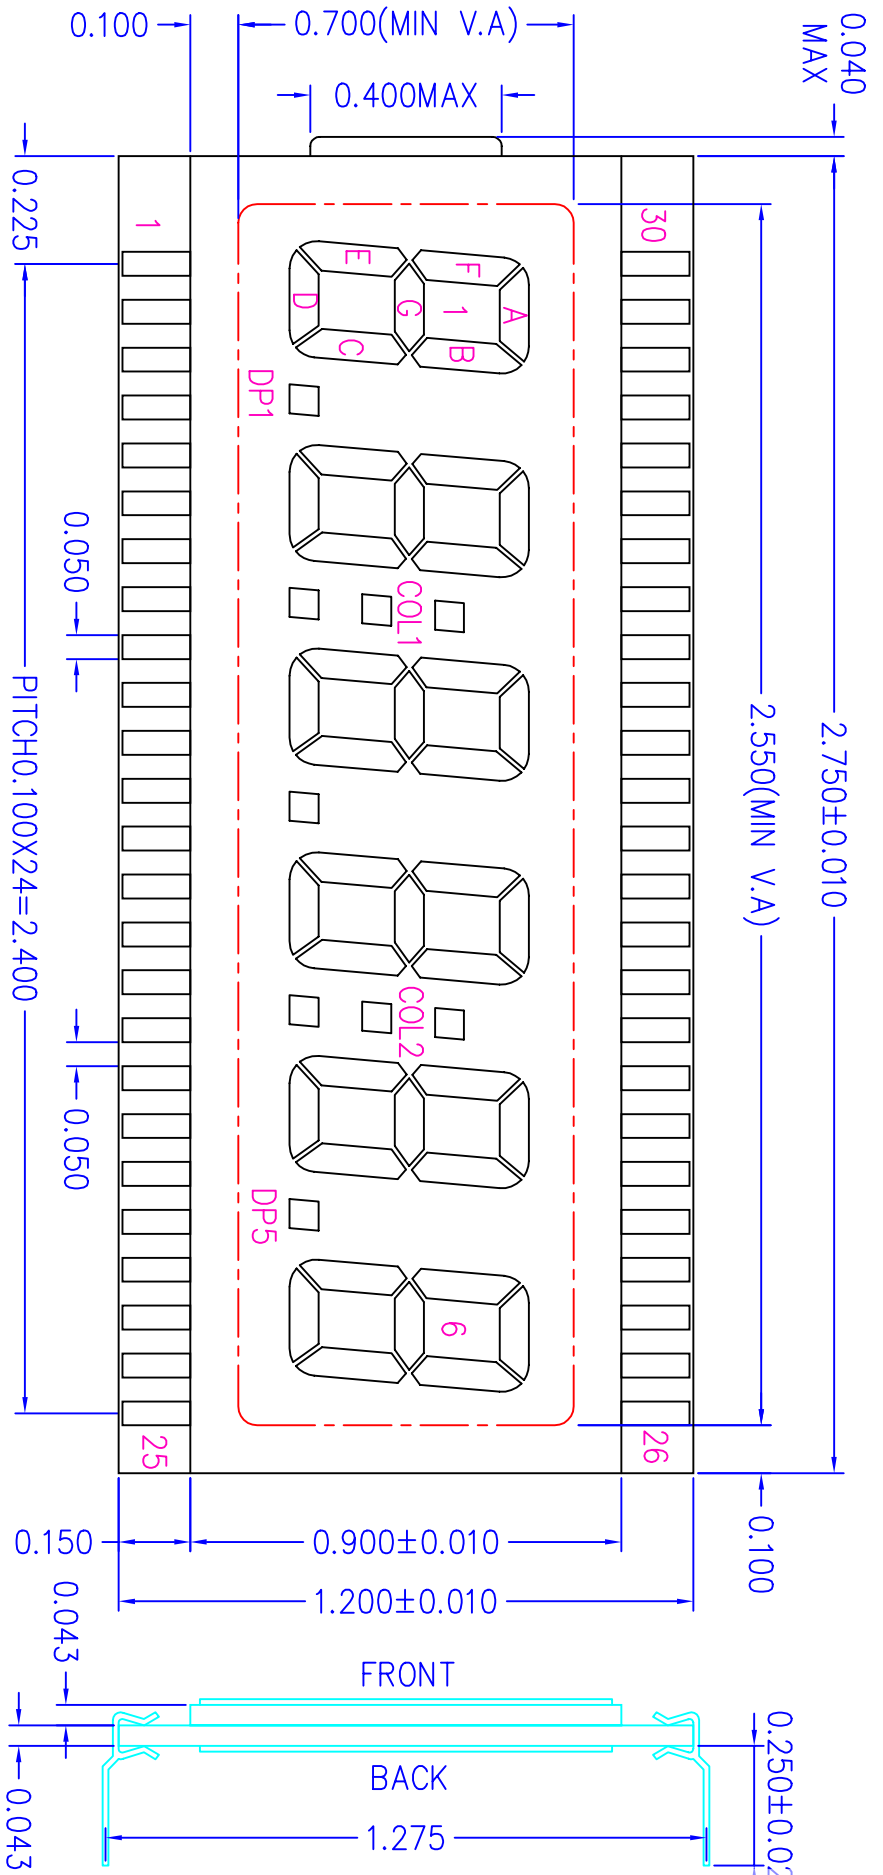 0.100
0.700(MIN V.A)
0.040
MAX
0.400MAX
0.225
1
30
E
F
D
G
1
A
C
B
DP1
0.050
COL1
2.550(MIN V.A)
2.750±0.010
PITCH0.100X24=2.400
COL2
0.050
DP5
6
25
26
0.150
0.900±0.010
0.100
1.200±0.010
0.043
FRONT
BACK
0.250±0.02
1.275
0.043